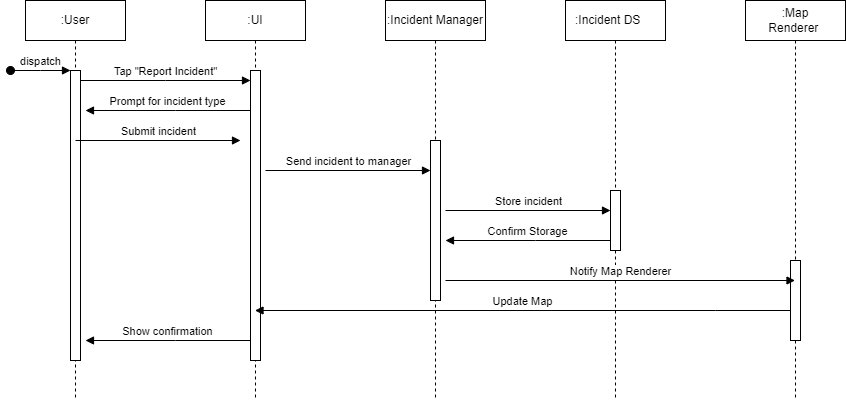 :User
:UI
:Incident Manager
:Incident DS
:Map
Renderer
dispatch
Tap "Report Incident"
Prompt for incident type
Submit incident
Send incident to manager
Store incident
Confirm Storage
Notify Map Renderer
Update Map
Show confirmation